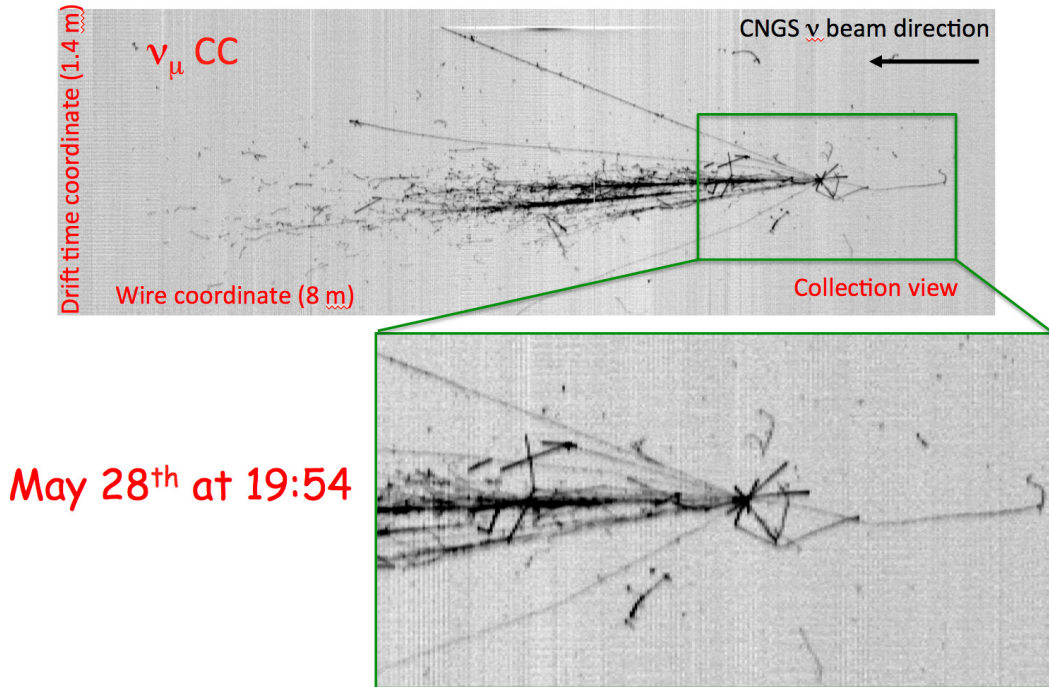 ν_μ CC
CNGS ν beam direction
Drift time coordinate (1.4 m)
Wire coordinate (8 m)
Collection view
May 28th at 19:54